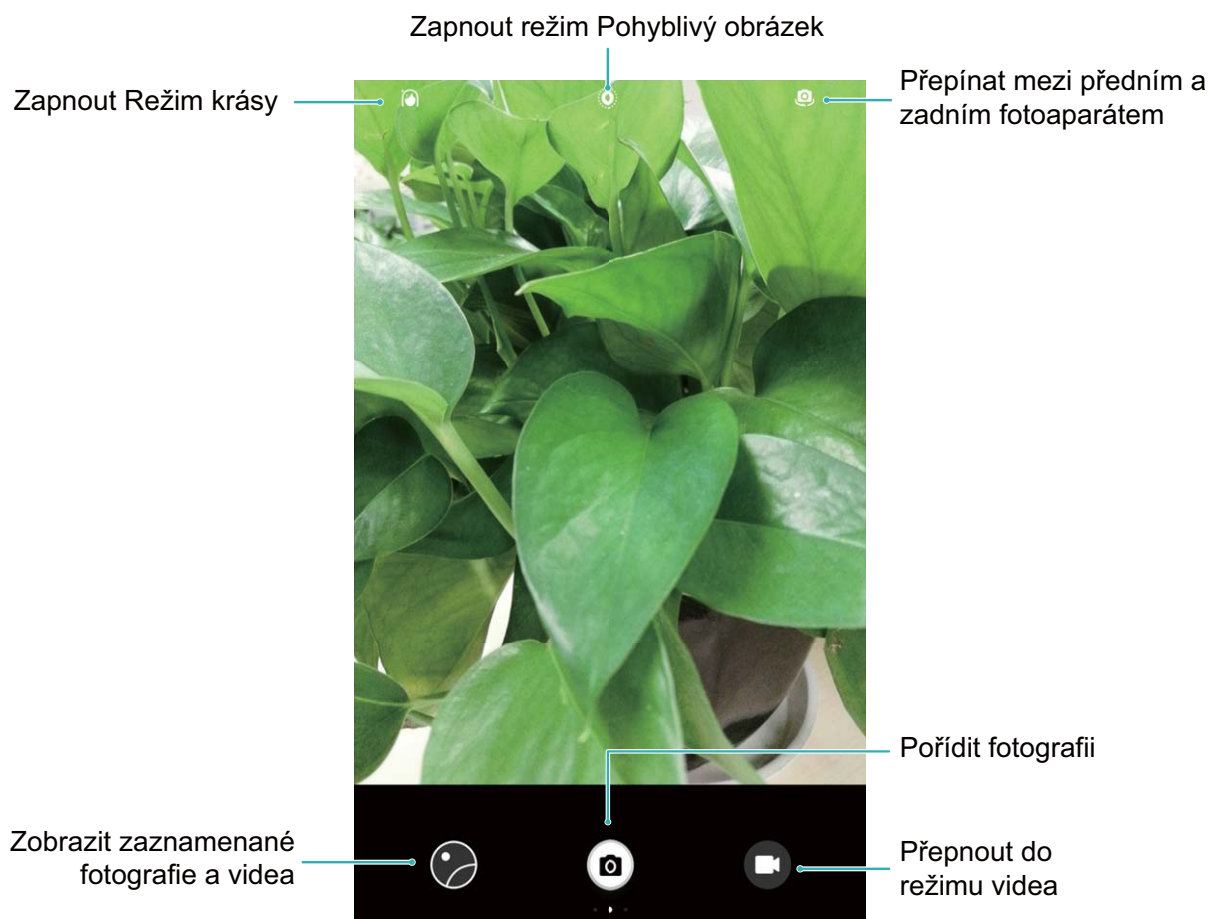 Zapnout režim Pohyblivý obrázek
Zapnout Režim krásy
Přepínat mezi předním a
zadním fotoaparátem
Pořídit fotografii
Zobrazit zaznamenané
fotografie a videa
Přepnout do
režimu videa